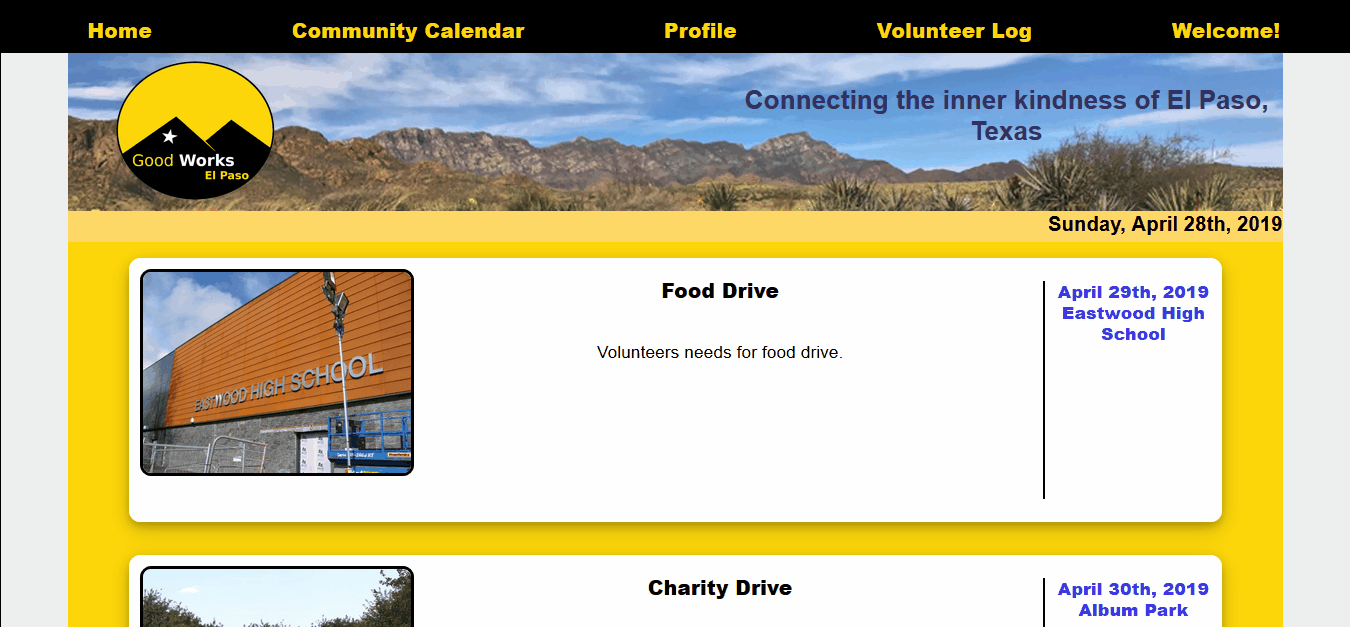 Home Community Calendar Profile Volunteer Log Welcome!
Connecting the inner kindness of El Paso,
Texas
Good Works
El Paso
Sunday, April 28th, 2019
EASTWOOD HIGH SCHOOL
Food Drive
Volunteers needs for food drive.
April 29th, 2019
Eastwood High
School
Charity Drive
April 30th, 2019
Album Park